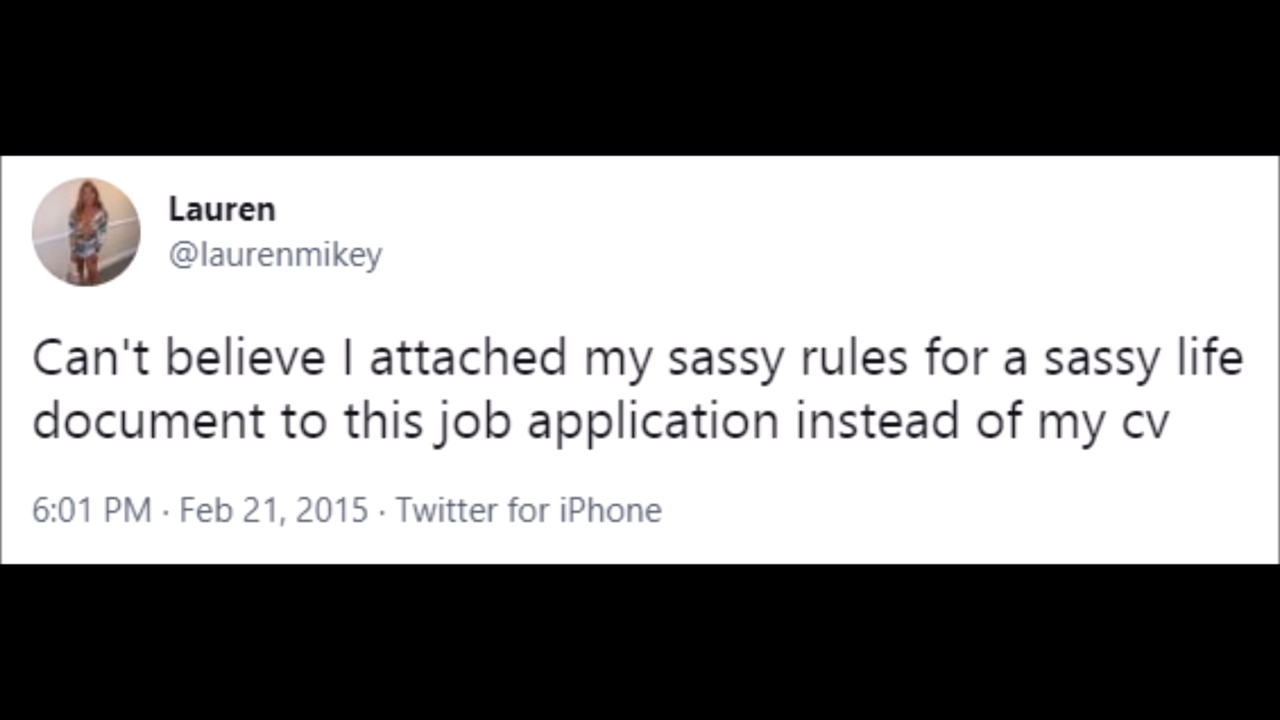 Lauren
@laurenmikey
Can't believe I attached my sassy rules for a sassy life
document to this job application instead of my cv
6:01 PM · Feb 21, 2015 · Twitter for iPhone